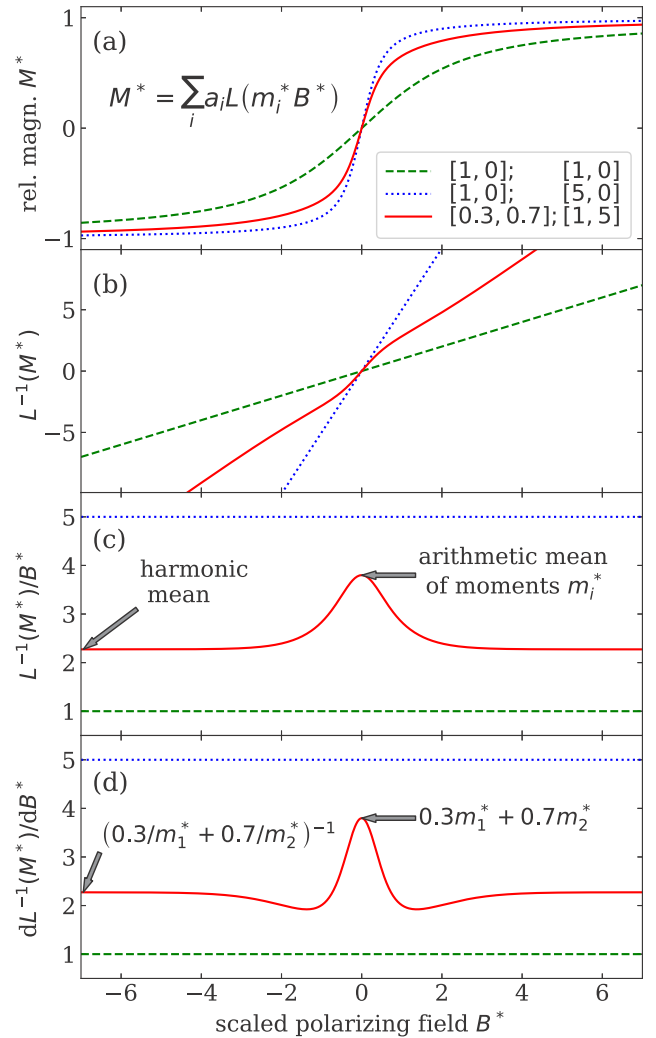 1
0
−1
rel. magn. M*
(a)
M* = ∑ᵢ aᵢL(mᵢ*B*)
[1, 0]; [1, 0]
[1, 0]; [5, 0]
[0.3, 0.7]; [1, 5]
5
0
−5
L⁻¹(M*)
(b)
5
4
3
2
1
L⁻¹(M*)/B*
(c)
harmonic
mean
arithmetic mean
of moments mᵢ*
5
4
3
2
1
dL⁻¹(M*)/dB*
(d)
(0.3/m₁* + 0.7/m₂*)⁻¹
0.3m₁* + 0.7m₂*
−6 −4 −2 0 2 4 6
scaled polarizing field B*